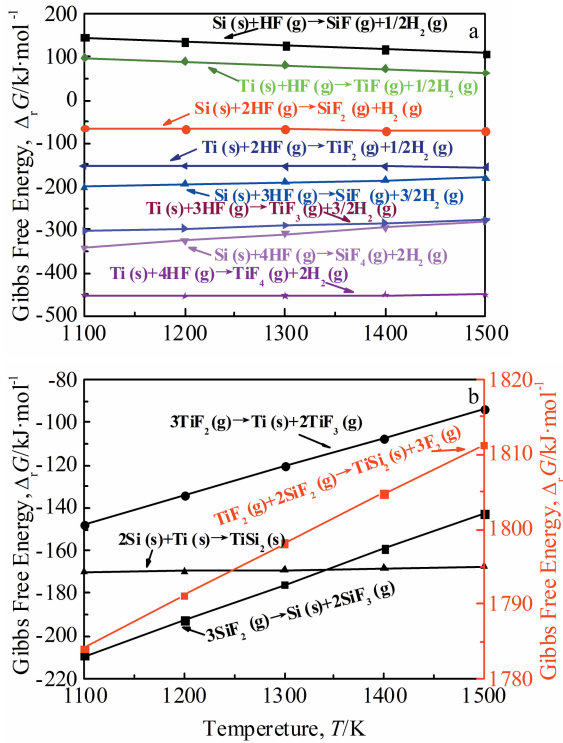 a
Si (s)+HF (g)→SiF (g)+1/2H₂ (g)
Ti (s)+HF (g)→TiF (g)+1/2H₂ (g)
Si (s)+2HF (g)→SiF₂ (g)+H₂ (g)
Ti (s)+2HF (g)→TiF₂ (g)+1/2H₂ (g)
Si (s)+3HF (g)→SiF (g)+3/2H₂ (g)
Ti (s)+3HF (g)→TiF₃ (g)+3/2H₂ (g)
Si (s)+4HF (g)→SiF₄ (g)+2H₂ (g)
Ti (s)+4HF (g)→TiF₄ (g)+2H₂ (g)
Gibbs Free Energy, ΔᵣG/kJ·mol⁻¹
200
100
0
-100
-200
-300
-400
-500
1100 1200 1300 1400 1500
b
3TiF₂ (g)→Ti (s)+2TiF₃ (g)
TiF₂ (g)+2SiF₂ (g)→TiSi₂ (s)+3F₂ (g)
2Si (s)+Ti (s)→TiSi₂ (s)
3SiF₂ (g)→Si (s)+2SiF₃ (g)
Gibbs Free Energy, ΔᵣG/kJ·mol⁻¹
-80
-100
-120
-140
-160
-180
-200
-220
1820
1810
1800
1790
1780
Gibbs Free Energy, ΔᵣG/kJ·mol⁻¹
1100 1200 1300 1400 1500
Tempereture, T/K